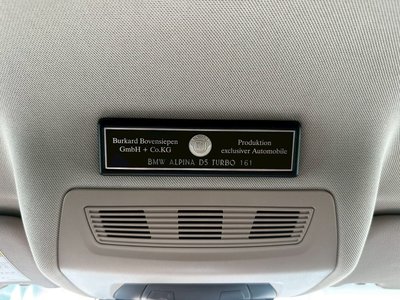 Burkard Bovensiepen
GmbH + Co.KG
Produktion
exclusiver Automobile
BMW ALPINA D5 TURBO 161